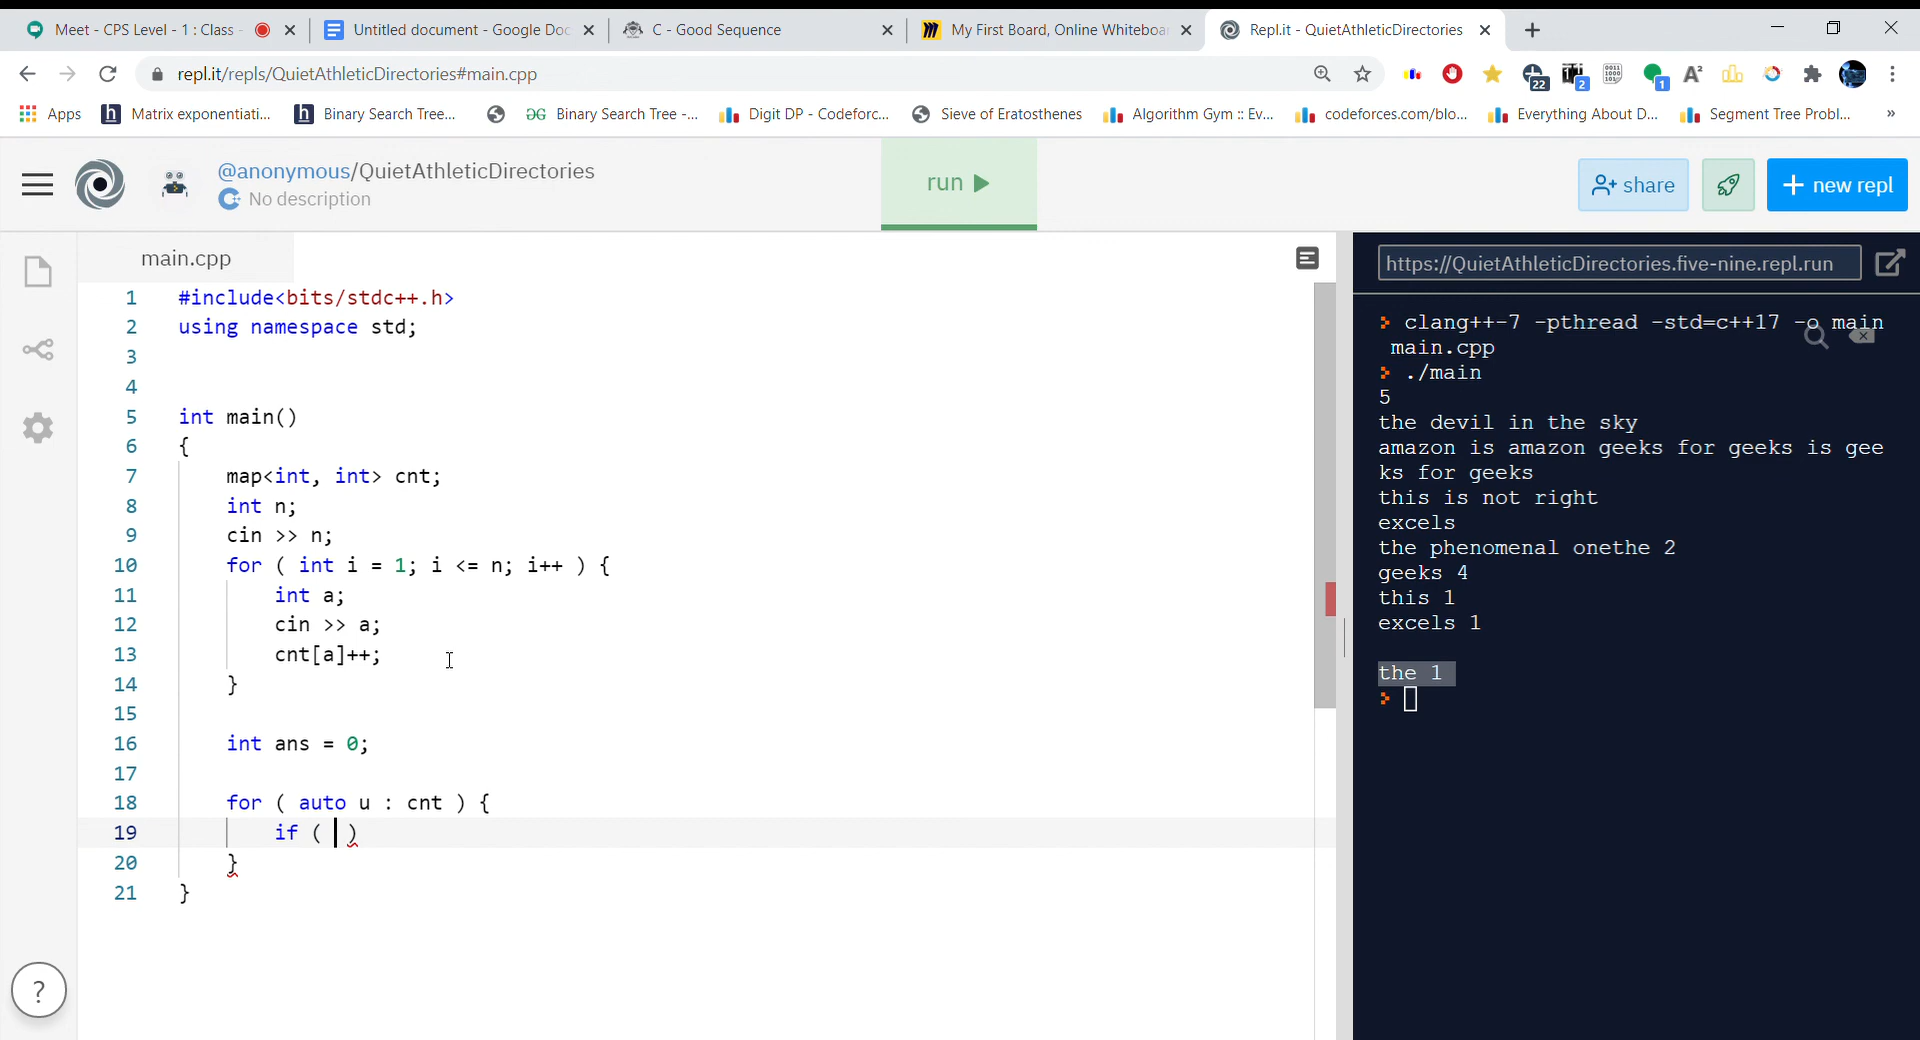 Meet - CPS Level - 1 : Class -
Untitled document - Google Doc
C - Good Sequence
My First Board, Online Whiteboar
Repl.it - QuietAthleticDirectories
repl.it/repls/QuietAthleticDirectories#main.cpp
22
2
1
Apps
Matrix exponentiati...
Binary Search Tree...
Binary Search Tree -...
Digit DP - Codeforc...
Sieve of Eratosthenes
Algorithm Gym :: Ev...
codeforces.com/blo...
Everything About D...
Segment Tree Probl...
»
@anonymous/QuietAthleticDirectories
No description
run
share
+ new repl
main.cpp
1 #include<bits/stdc++.h>
2 using namespace std;
3
4
5 int main()
6 {
7 map<int, int> cnt;
8 int n;
9 cin >> n;
10 for ( int i = 1; i <= n; i++ ) {
11 int a;
12 cin >> a;
13 cnt[a]++;
14 }
15
16 int ans = 0;
17
18 for ( auto u : cnt ) {
19 if ( )
20 }
21 }
?
https://QuietAthleticDirectories.five-nine.repl.run
clang++-7 -pthread -std=c++17 -o main
main.cpp
./main
5
the devil in the sky
amazon is amazon geeks for geeks is gee
ks for geeks
this is not right
excels
the phenomenal onethe 2
geeks 4
this 1
excels 1
the 1